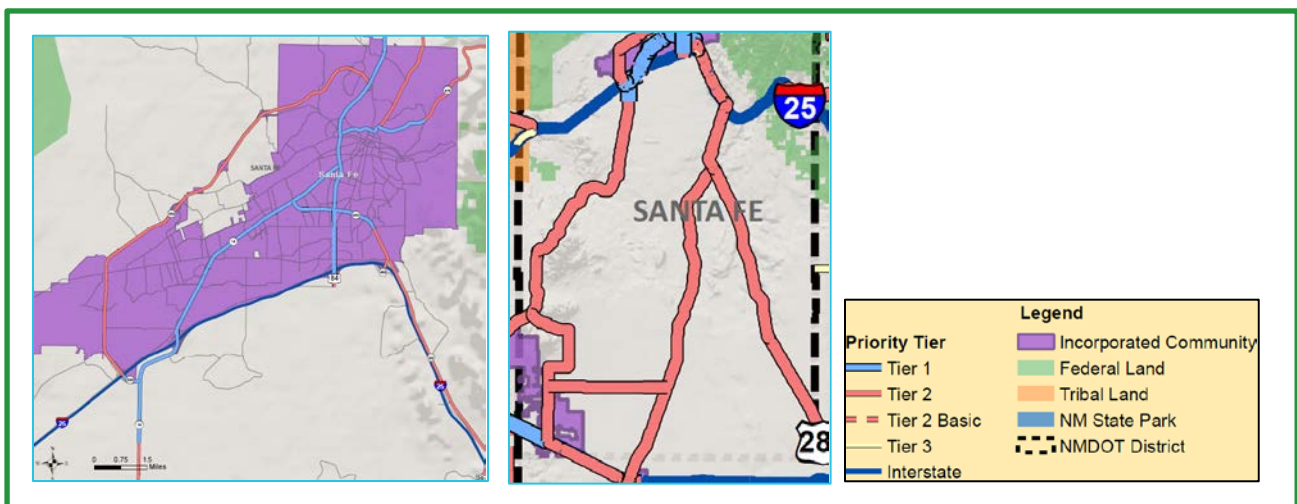 SANTA FE
Santa Fe
14
84
25
25
0 0.75 1.5
Miles
25
SANTA FE
28
Legend
Priority Tier
Tier 1
Tier 2
Tier 2 Basic
Tier 3
Interstate
Incorporated Community
Federal Land
Tribal Land
NM State Park
NMDOT District